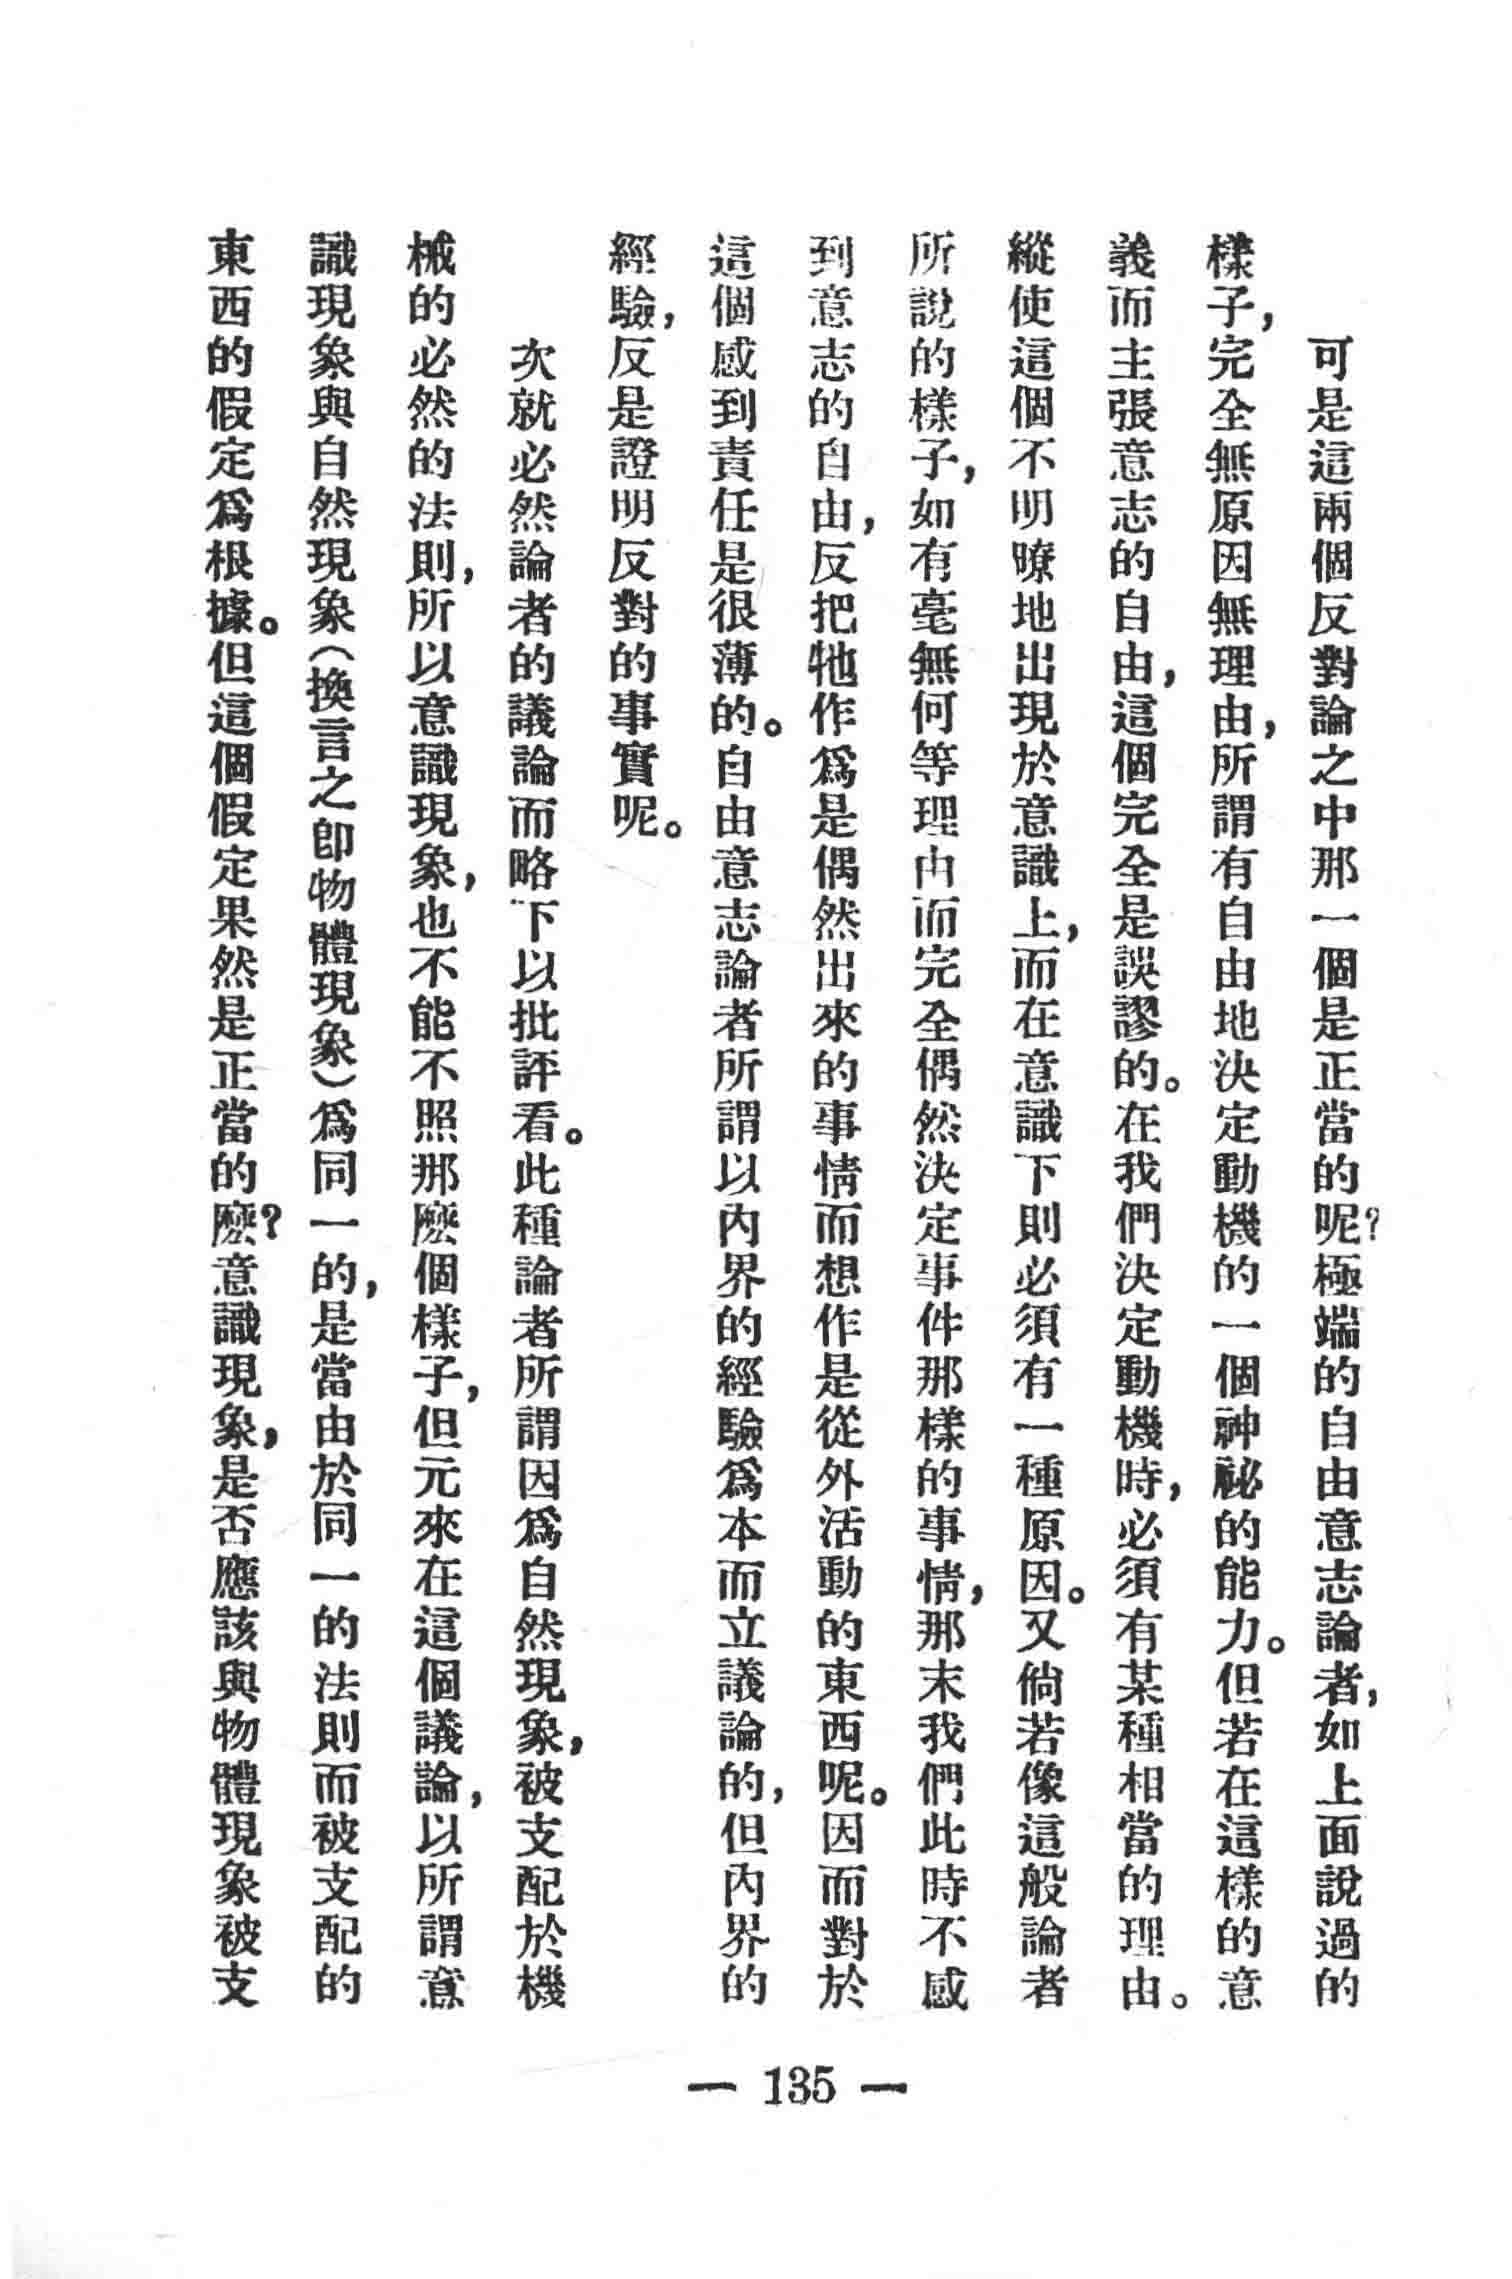 可是這兩個反對論之中那一個是正當的呢?極端的自由意志論者,如上面說過的
樣子,完全無原因無理由,所謂有自由地決定動機的一個神祕的能力。但若在這樣的意
義而主張意志的自由,這個完全是誤謬的。在我們決定動機時,必須有某種相當的理由。
縱使這個不明暸地出現於意識上,而在意識下則必須有一種原因。又倘若像這般論者
所說的樣子,如有毫無何等理由而完全偶然決定事件那樣的事情,那末我們此時不感
到意志的自由,反把牠作爲是偶然出來的事情而想作是從外活動的東西呢。因而對於
這個感到責任是很薄的。自由意志論者所謂以內界的經驗爲本而立議論的,但內界的
經驗,反是證明反對的事實呢。
次就必然論者的議論而略下以批評看。此種論者所謂因爲自然現象,被支配於機
械的必然的法則,所以意識現象,也不能不照那麽個樣子,但元來在這個議論,以所謂意
識現象與自然現象(換言之卽物體現象)爲同一的,是當由於同一的法則而被支配的
東西的假定爲根據。但這個假定果然是正當的麽?意識現象,是否應該與物體現象被支
— 135 —